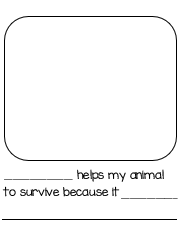 __________ helps my animal
to survive because it ________